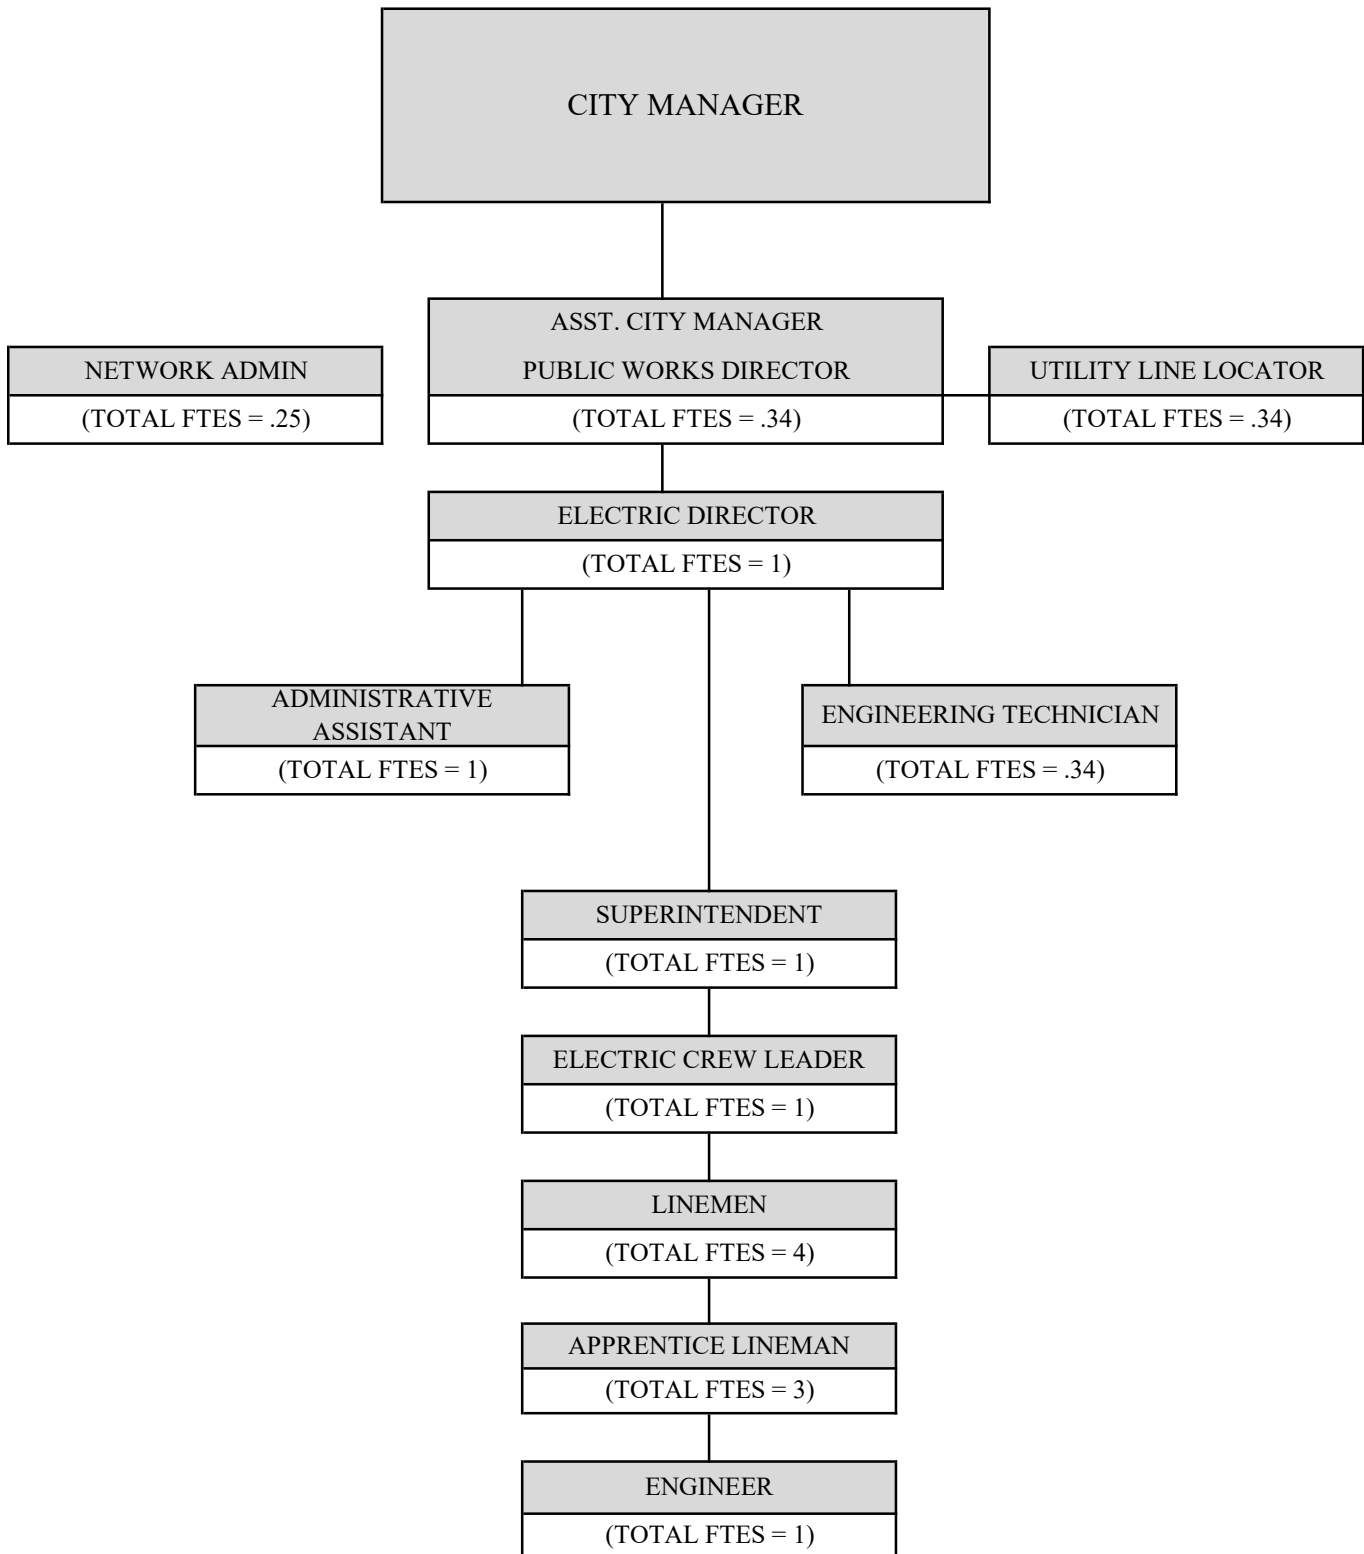 CITY MANAGER
ASST. CITY MANAGER
PUBLIC WORKS DIRECTOR
(TOTAL FTES = .34)
NETWORK ADMIN
(TOTAL FTES = .25)
UTILITY LINE LOCATOR
(TOTAL FTES = .34)
ELECTRIC DIRECTOR
(TOTAL FTES = 1)
ADMINISTRATIVE
ASSISTANT
(TOTAL FTES = 1)
ENGINEERING TECHNICIAN
(TOTAL FTES = .34)
SUPERINTENDENT
(TOTAL FTES = 1)
ELECTRIC CREW LEADER
(TOTAL FTES = 1)
LINEMEN
(TOTAL FTES = 4)
APPRENTICE LINEMAN
(TOTAL FTES = 3)
ENGINEER
(TOTAL FTES = 1)